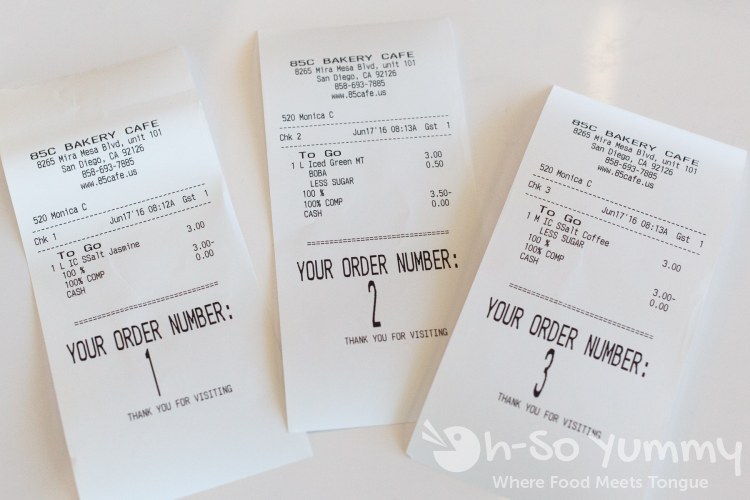 85C BAKERY CAFE
8265 Mira Mesa Blvd, unit 101
San Diego, CA 92126
858-693-7885
www.85cafe.us
520 Monica C
Chk 1 Jun17'16 08:12A Gst 1
To Go
1 L IC SSalt Jasmine 3.00
100 %
100% COMP 3.00-
CASH 0.00
YOUR ORDER NUMBER:
1
THANK YOU FOR VISITING
85C BAKERY CAFE
8265 Mira Mesa Blvd, unit 101
San Diego, CA 92126
858-693-7885
www.85cafe.us
520 Monica C
Chk 2 Jun17'16 08:13A Gst 1
To Go
1 L Iced Green MT 3.00
BOBA 0.50
LESS SUGAR
100 %
100% COMP 3.50-
CASH 0.00
YOUR ORDER NUMBER:
2
THANK YOU FOR VISITING
85C BAKERY CAFE
8265 Mira Mesa Blvd, unit 101
San Diego, CA 92126
858-693-7885
www.85cafe.us
520 Monica C
Chk 3 Jun17'16 08:13A Gst 1
To Go
1 M IC SSalt Coffee 3.00
LESS SUGAR
100 %
100% COMP 3.00-
CASH 0.00
YOUR ORDER NUMBER:
3
THANK YOU FOR VISITING
Oh-So Yummy
Where Food Meets Tongue